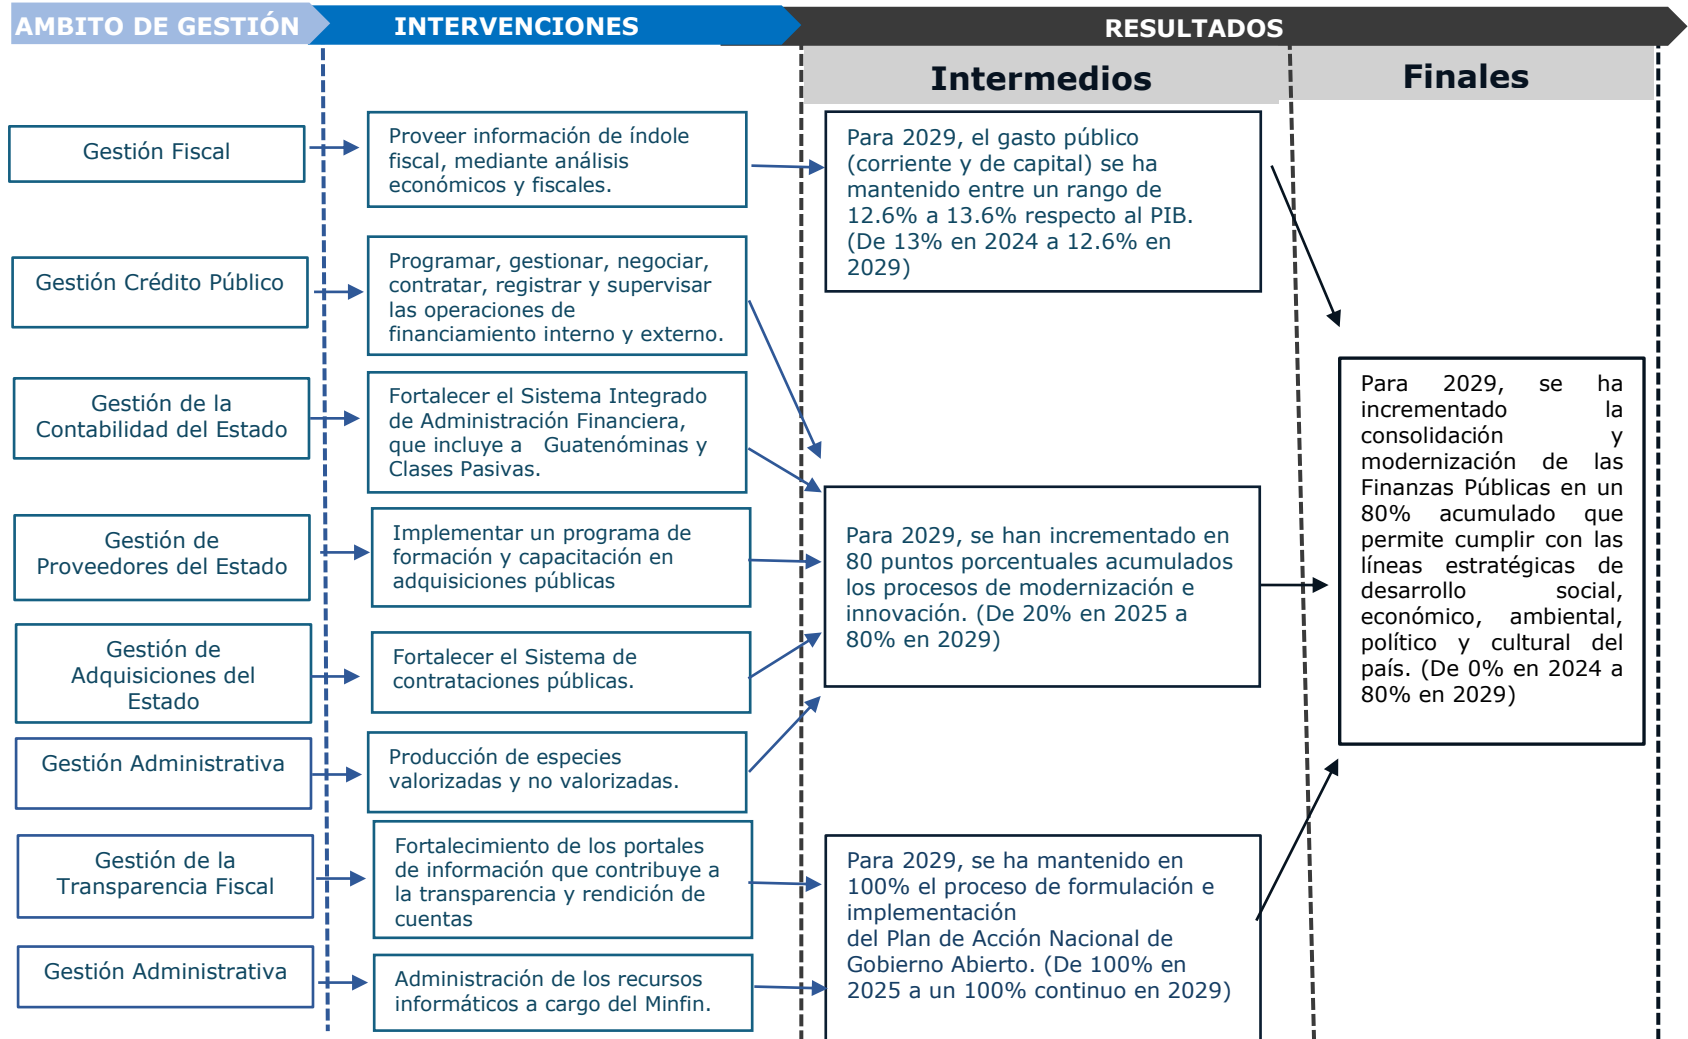 AMBITO DE GESTIÓN
INTERVENCIONES
RESULTADOS
Intermedios
Finales
Gestión Fiscal
Proveer información de índole
fiscal, mediante análisis
económicos y fiscales.
Para 2029, el gasto público
(corriente y de capital) se ha
mantenido entre un rango de
12.6% a 13.6% respecto al PIB.
(De 13% en 2024 a 12.6% en
2029)
Gestión Crédito Público
Programar, gestionar, negociar,
contratar, registrar y supervisar
las operaciones de
financiamiento interno y externo.
Gestión de la
Contabilidad del Estado
Fortalecer el Sistema Integrado
de Administración Financiera,
que incluye a Guatenóminas y
Clases Pasivas.
Gestión de
Proveedores del Estado
Implementar un programa de
formación y capacitación en
adquisiciones públicas
Para 2029, se han incrementado en
80 puntos porcentuales acumulados
los procesos de modernización e
innovación. (De 20% en 2025 a
80% en 2029)
Para 2029, se ha
incrementado la
consolidación y
modernización de las
Finanzas Públicas en un
80% acumulado que
permite cumplir con las
líneas estratégicas de
desarrollo social,
económico, ambiental,
político y cultural del
país. (De 0% en 2024 a
80% en 2029)
Gestión de
Adquisiciones del
Estado
Fortalecer el Sistema de
contrataciones públicas.
Gestión Administrativa
Producción de especies
valorizadas y no valorizadas.
Gestión de la
Transparencia Fiscal
Fortalecimiento de los portales
de información que contribuye a
la transparencia y rendición de
cuentas
Para 2029, se ha mantenido en
100% el proceso de formulación e
implementación
del Plan de Acción Nacional de
Gobierno Abierto. (De 100% en
2025 a un 100% continuo en 2029)
Gestión Administrativa
Administración de los recursos
informáticos a cargo del Minfin.